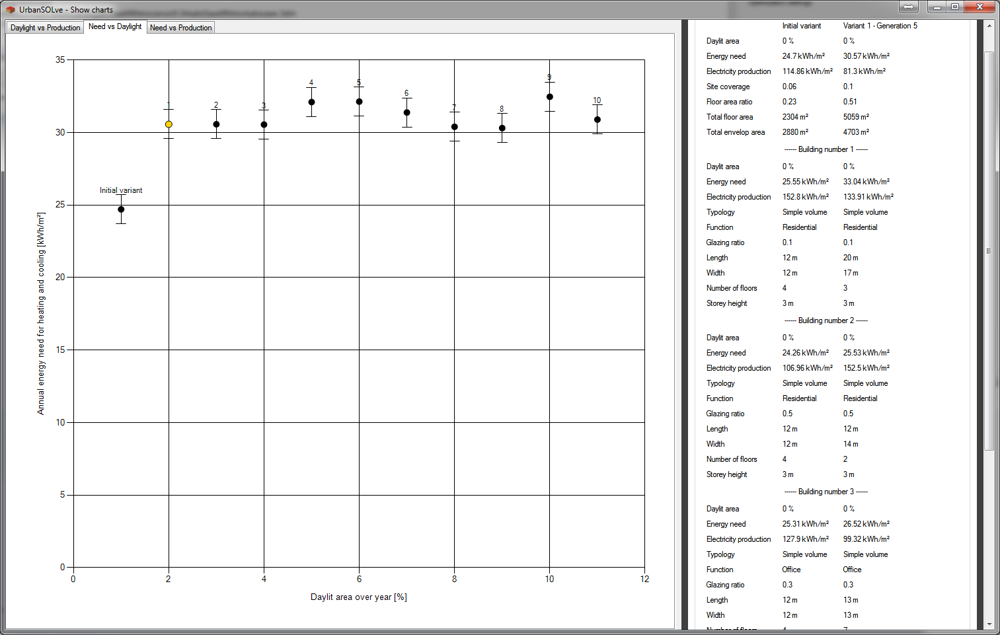 UrbanSOLve - Show charts
Daylight vs Production Need vs Daylight Need vs Production
35
30
25
20
15
10
5
0
0 2 4 6 8 10 12
Annual energy need for heating and cooling [kWh/m²]
Daylit area over year [%]
Initial variant
1
2
3
4
5
6
7
8
9
10
Initial variant Variant 1 - Generation 5
Daylit area 0 % 0 %
Energy need 24.7 kWh/m² 30.57 kWh/m²
Electricity production 114.86 kWh/m² 81.3 kWh/m²
Site coverage 0.06 0.1
Floor area ratio 0.23 0.51
Total floor area 2304 m² 5059 m²
Total envelop area 2880 m² 4703 m²
------ Building number 1 ------
Daylit area 0 % 0 %
Energy need 25.55 kWh/m² 33.04 kWh/m²
Electricity production 152.8 kWh/m² 133.91 kWh/m²
Typology Simple volume Simple volume
Function Residential Residential
Glazing ratio 0.1 0.1
Length 12 m 20 m
Width 12 m 17 m
Number of floors 4 3
Storey height 3 m 3 m
------ Building number 2 ------
Daylit area 0 % 0 %
Energy need 24.26 kWh/m² 25.53 kWh/m²
Electricity production 106.96 kWh/m² 152.5 kWh/m²
Typology Simple volume Simple volume
Function Residential Residential
Glazing ratio 0.5 0.5
Length 12 m 12 m
Width 12 m 14 m
Number of floors 4 2
Storey height 3 m 3 m
------ Building number 3 ------
Daylit area 0 % 0 %
Energy need 25.31 kWh/m² 26.52 kWh/m²
Electricity production 127.9 kWh/m² 99.32 kWh/m²
Typology Simple volume Simple volume
Function Office Office
Glazing ratio 0.3 0.3
Length 12 m 13 m
Width 12 m 13 m
Number of floors 4 7